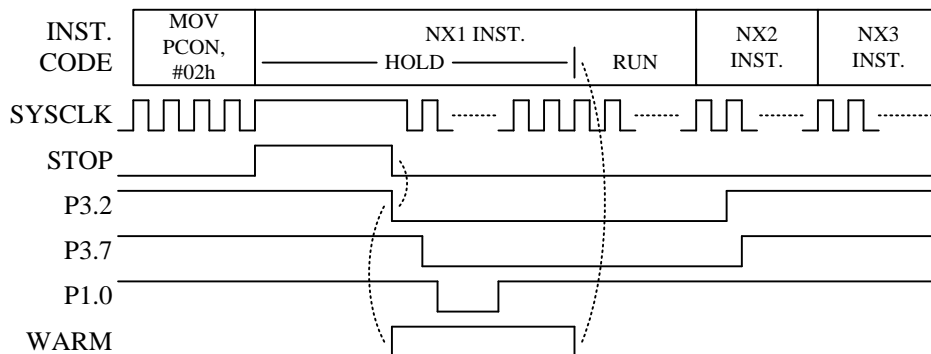 INST.
CODE
MOV
PCON,
#02h
NX1 INST.
HOLD
RUN
NX2
INST.
NX3
INST.
SYSCLK
STOP
P3.2
P3.7
P1.0
WARM